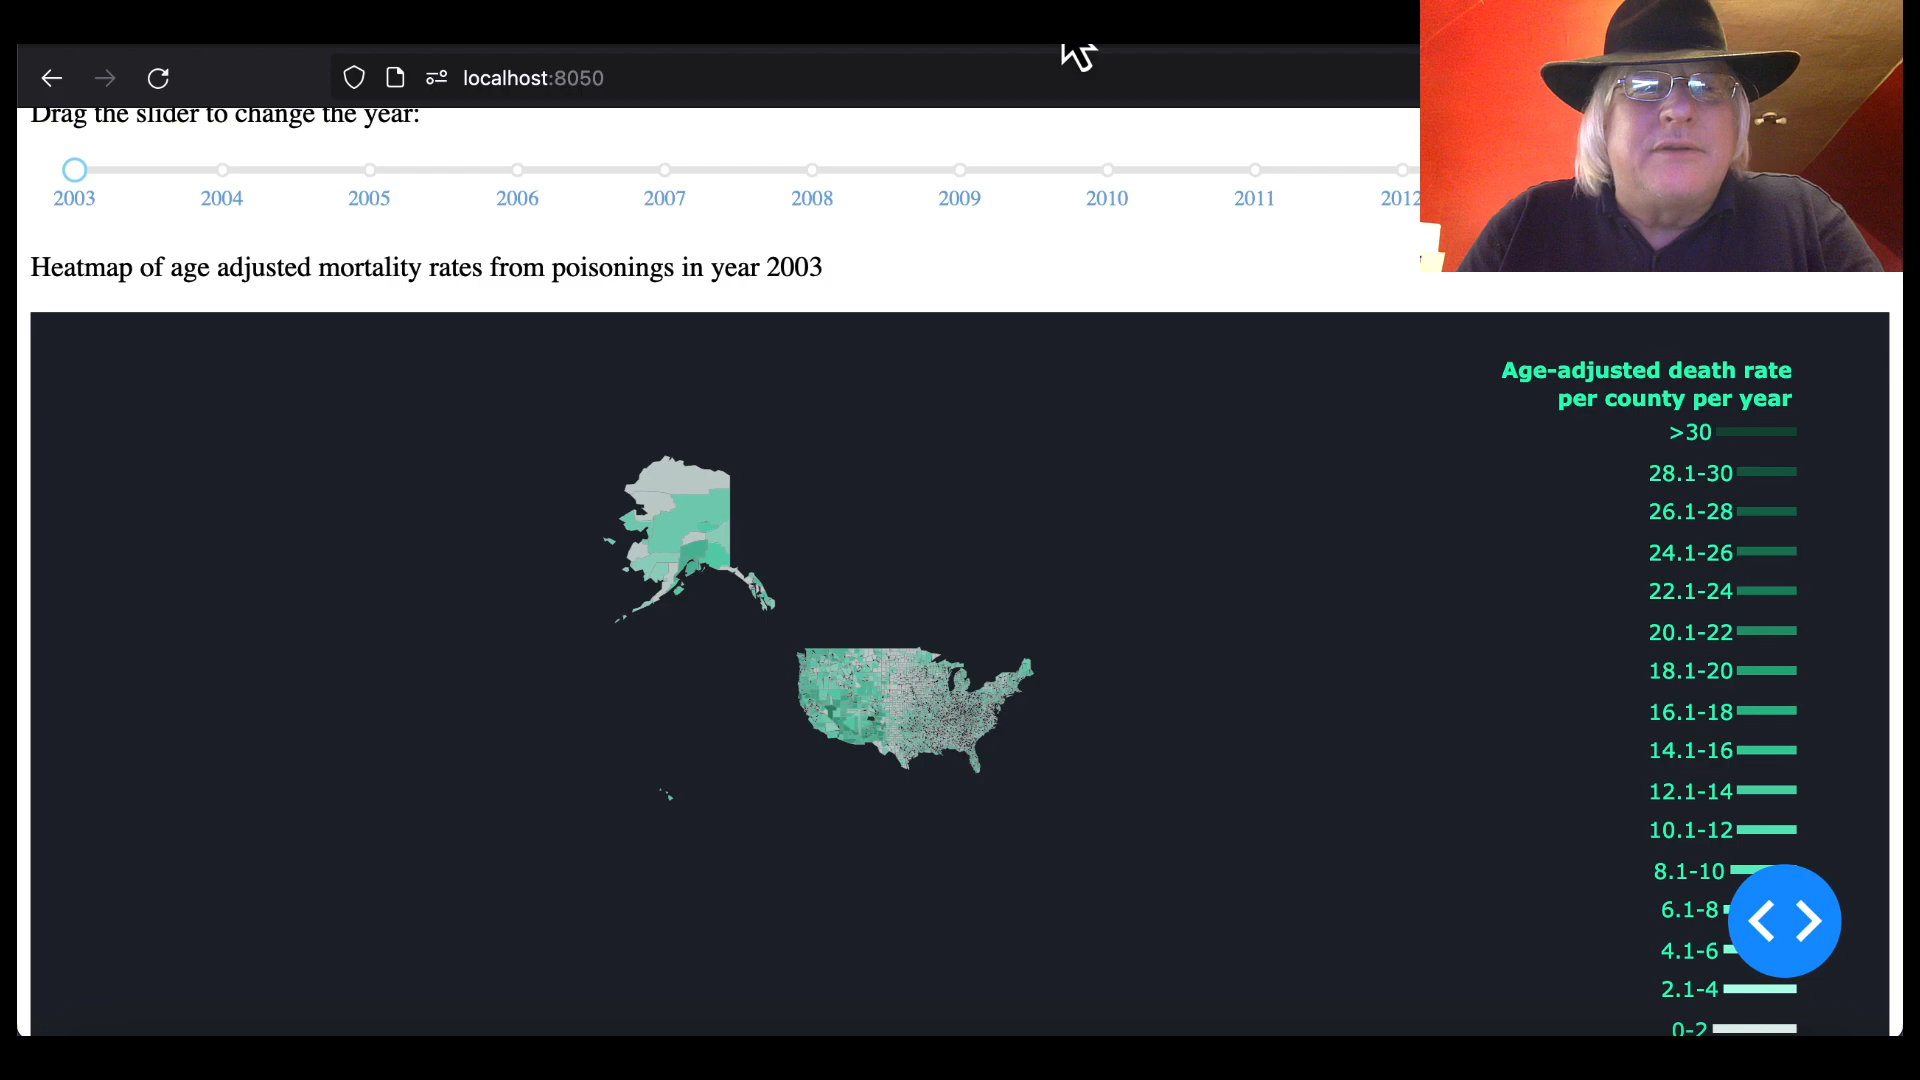 localhost:8050
Drag the slider to change the year:
2003 2004 2005 2006 2007 2008 2009 2010 2011 2012
Heatmap of age adjusted mortality rates from poisonings in year 2003
Age-adjusted death rate
per county per year
>30
28.1-30
26.1-28
24.1-26
22.1-24
20.1-22
18.1-20
16.1-18
14.1-16
12.1-14
10.1-12
8.1-10
6.1-8
4.1-6
2.1-4
0-2